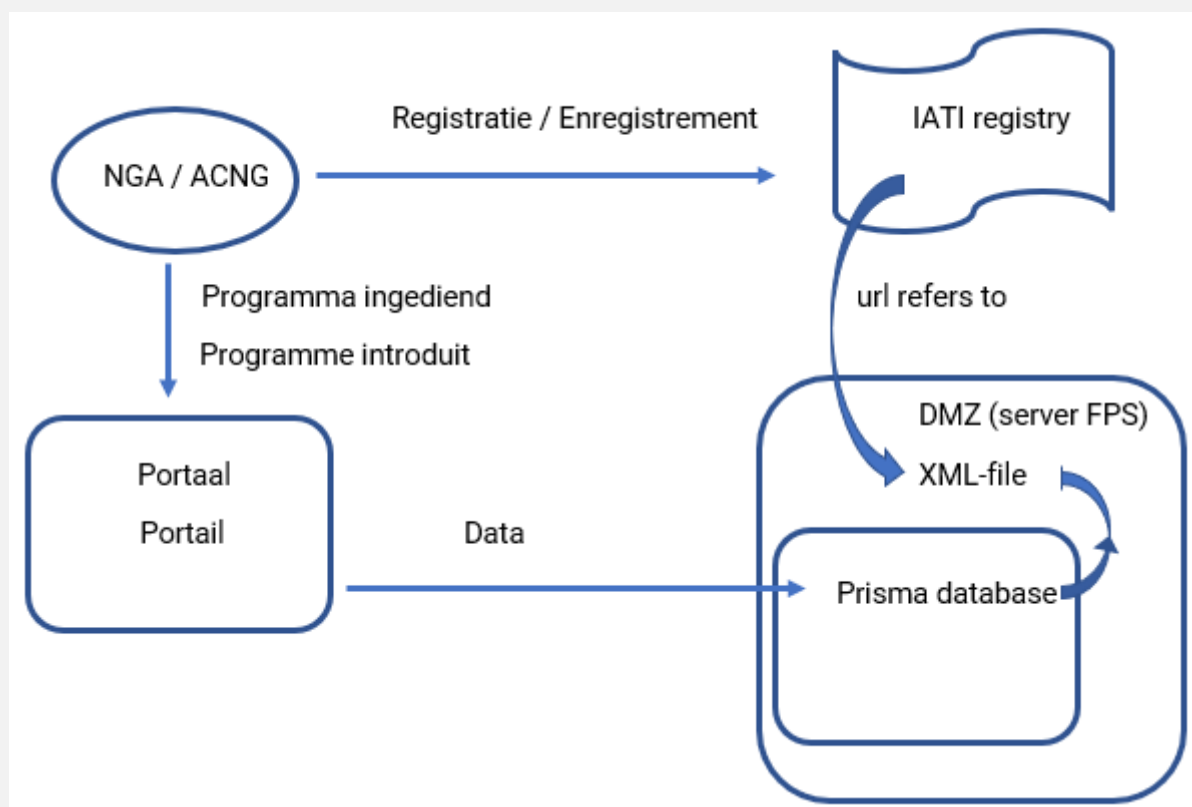 Registratie / Enregistrement
IATI registry
NGA / ACNG
Programma ingediend
url refers to
Programme introduit
DMZ (server FPS)
Portaal
XML-file
Portail
Data
Prisma database